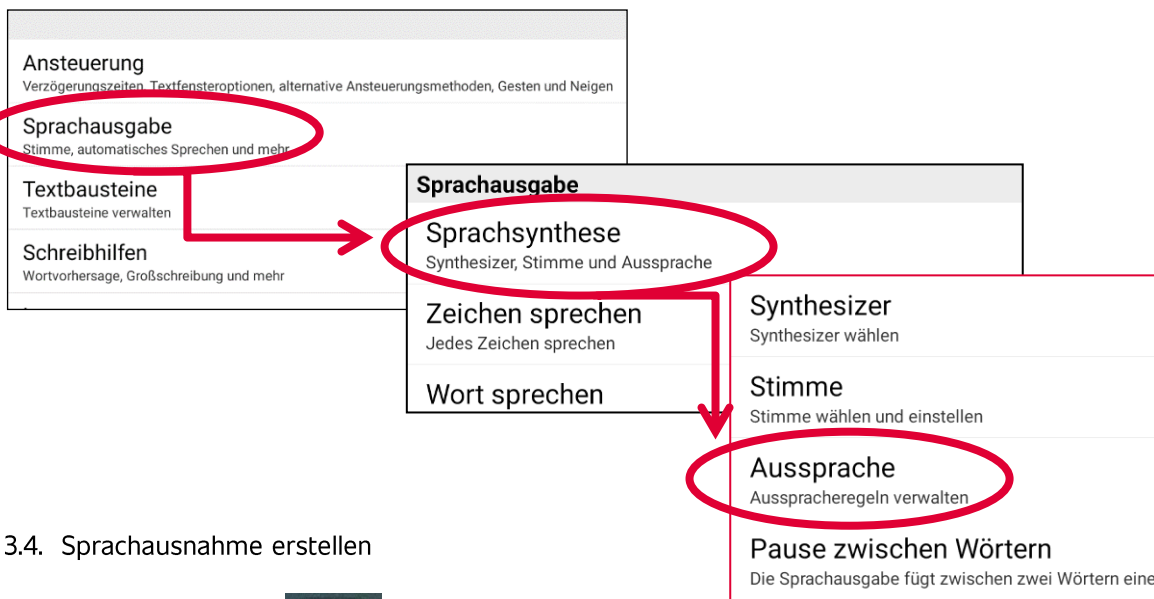 Ansteuerung
Verzögerungszeiten, Textfensteroptionen, alternative Ansteuerungsmethoden, Gesten und Neigen
Sprachausgabe
Stimme, automatisches Sprechen und mehr
Textbausteine
Textbausteine verwalten
Schreibhilfen
Wortvorhersage, Großschreibung und mehr
Sprachausgabe
Sprachsynthese
Synthesizer, Stimme und Aussprache
Zeichen sprechen
Jedes Zeichen sprechen
Wort sprechen
Synthesizer
Synthesizer wählen
Stimme
Stimme wählen und einstellen
Aussprache
Ausspracheregeln verwalten
Pause zwischen Wörtern
Die Sprachausgabe fügt zwischen zwei Wörtern eine
3.4. Sprachausnahme erstellen